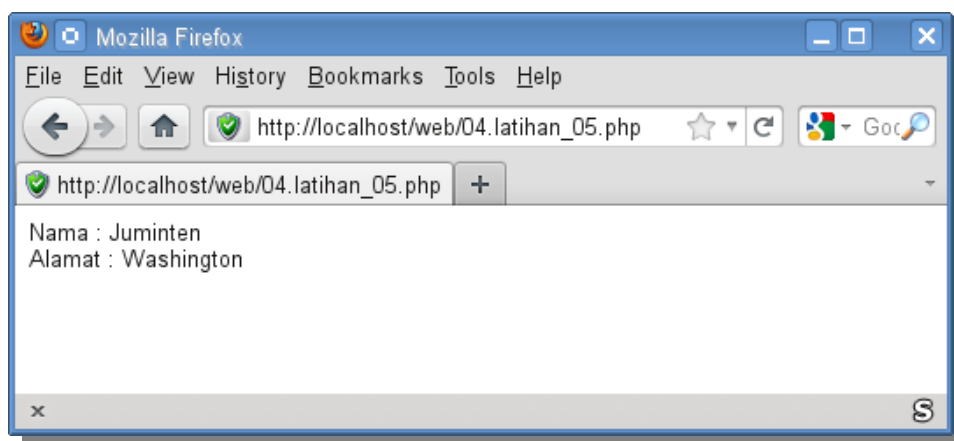 Mozilla Firefox
File Edit View History Bookmarks Tools Help
http://localhost/web/04.latihan_05.php
http://localhost/web/04.latihan_05.php +
Nama : Juminten
Alamat : Washington